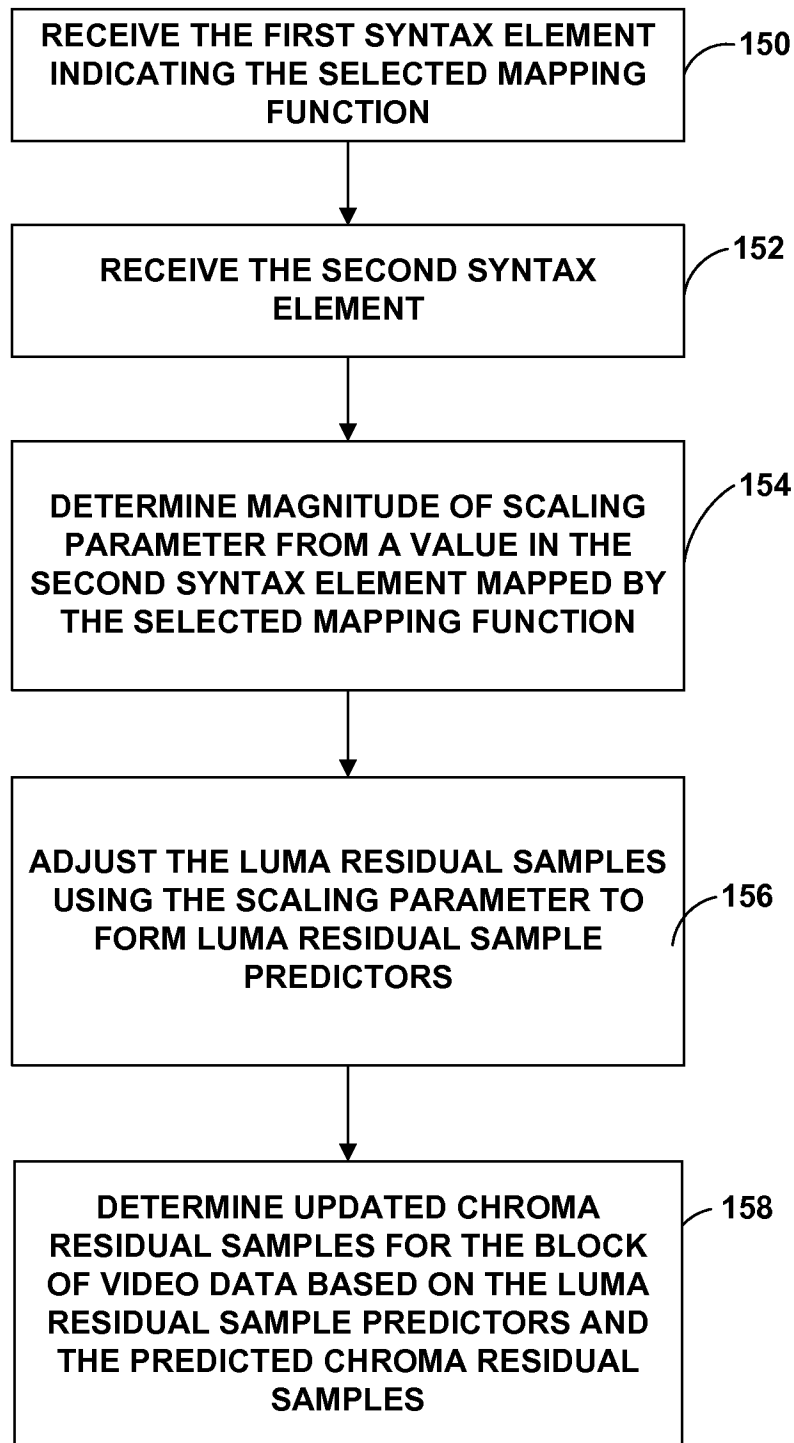 RECEIVE THE FIRST SYNTAX ELEMENT
INDICATING THE SELECTED MAPPING
FUNCTION
150
RECEIVE THE SECOND SYNTAX
ELEMENT
152
DETERMINE MAGNITUDE OF SCALING
PARAMETER FROM A VALUE IN THE
SECOND SYNTAX ELEMENT MAPPED BY
THE SELECTED MAPPING FUNCTION
154
ADJUST THE LUMA RESIDUAL SAMPLES
USING THE SCALING PARAMETER TO
FORM LUMA RESIDUAL SAMPLE
PREDICTORS
156
DETERMINE UPDATED CHROMA
RESIDUAL SAMPLES FOR THE BLOCK
OF VIDEO DATA BASED ON THE LUMA
RESIDUAL SAMPLE PREDICTORS AND
THE PREDICTED CHROMA RESIDUAL
SAMPLES
158